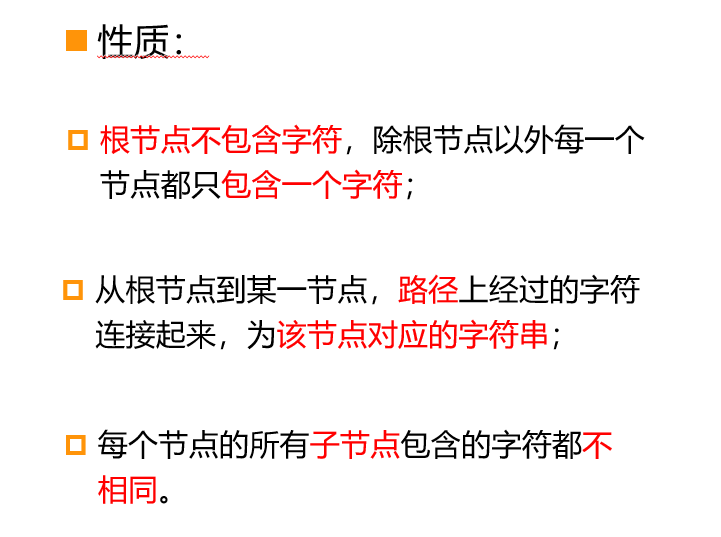 性质：
根节点不包含字符，除根节点以外每一个
节点都只包含一个字符；
从根节点到某一节点，路径上经过的字符
连接起来，为该节点对应的字符串；
每个节点的所有子节点包含的字符都不
相同。